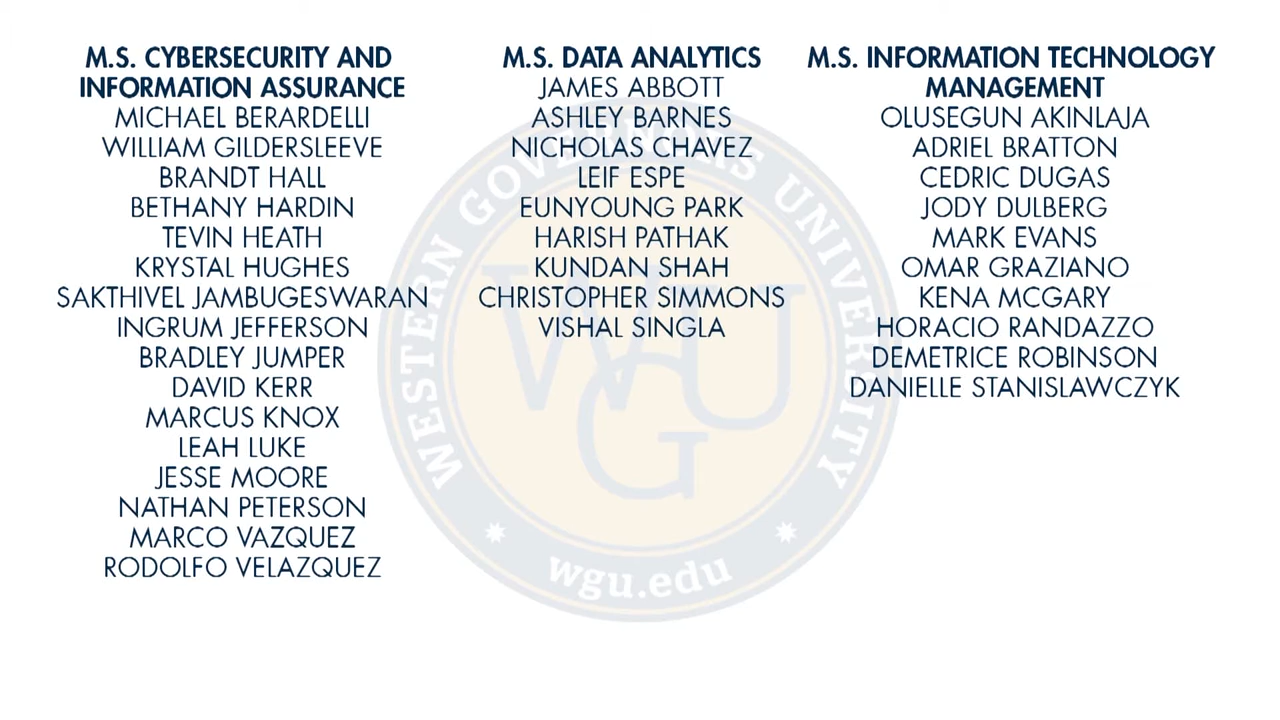 M.S. CYBERSECURITY AND
INFORMATION ASSURANCE
MICHAEL BERARDELLI
WILLIAM GILDERSLEEVE
BRANDT HALL
BETHANY HARDIN
TEVIN HEATH
KRYSTAL HUGHES
SAKTHIVEL JAMBUGESWARAN
INGRUM JEFFERSON
BRADLEY JUMPER
DAVID KERR
MARCUS KNOX
LEAH LUKE
JESSE MOORE
NATHAN PETERSON
MARCO VAZQUEZ
RODOLFO VELAZQUEZ
M.S. DATA ANALYTICS
JAMES ABBOTT
ASHLEY BARNES
NICHOLAS CHAVEZ
LEIF ESPE
EUNYOUNG PARK
HARISH PATHAK
KUNDAN SHAH
CHRISTOPHER SIMMONS
VISHAL SINGLA
M.S. INFORMATION TECHNOLOGY
MANAGEMENT
OLUSEGUN AKINLAJA
ADRIEL BRATTON
CEDRIC DUGAS
JODY DULBERG
MARK EVANS
OMAR GRAZIANO
KENA MCGARY
HORACIO RANDAZZO
DEMETRICE ROBINSON
DANIELLE STANISLAWCZYK
WESTERN GOVERNORS UNIVERSITY
WGU
wgu.edu